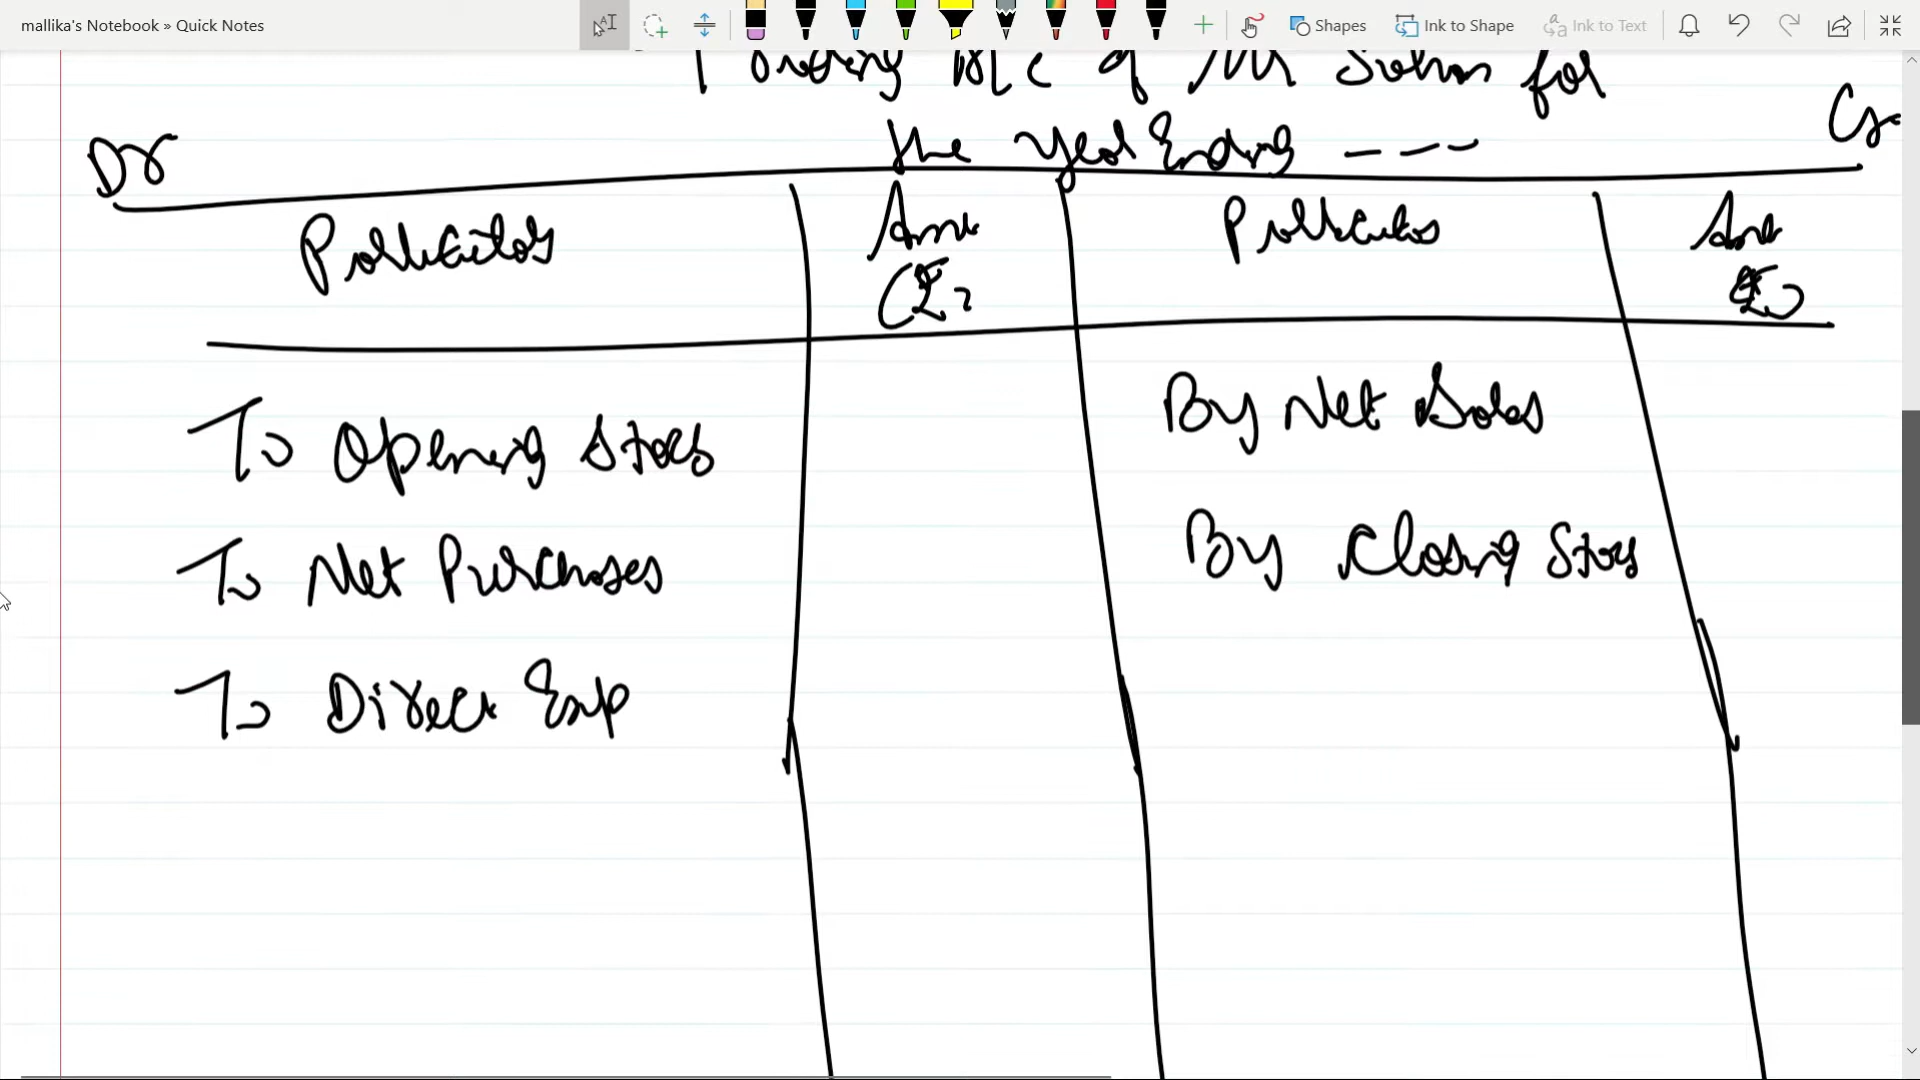 mallika's Notebook » Quick Notes
Shapes
Ink to Shape
Ink to Text
Trading A/c of Mr Sohan for
the year Ending ---
Dr
Cr
Particulars Amt (₹) Particulars Amt (₹)
To Opening Stock
By Net Sales
To Net Purchases
By Closing Stock
To Direct Exp